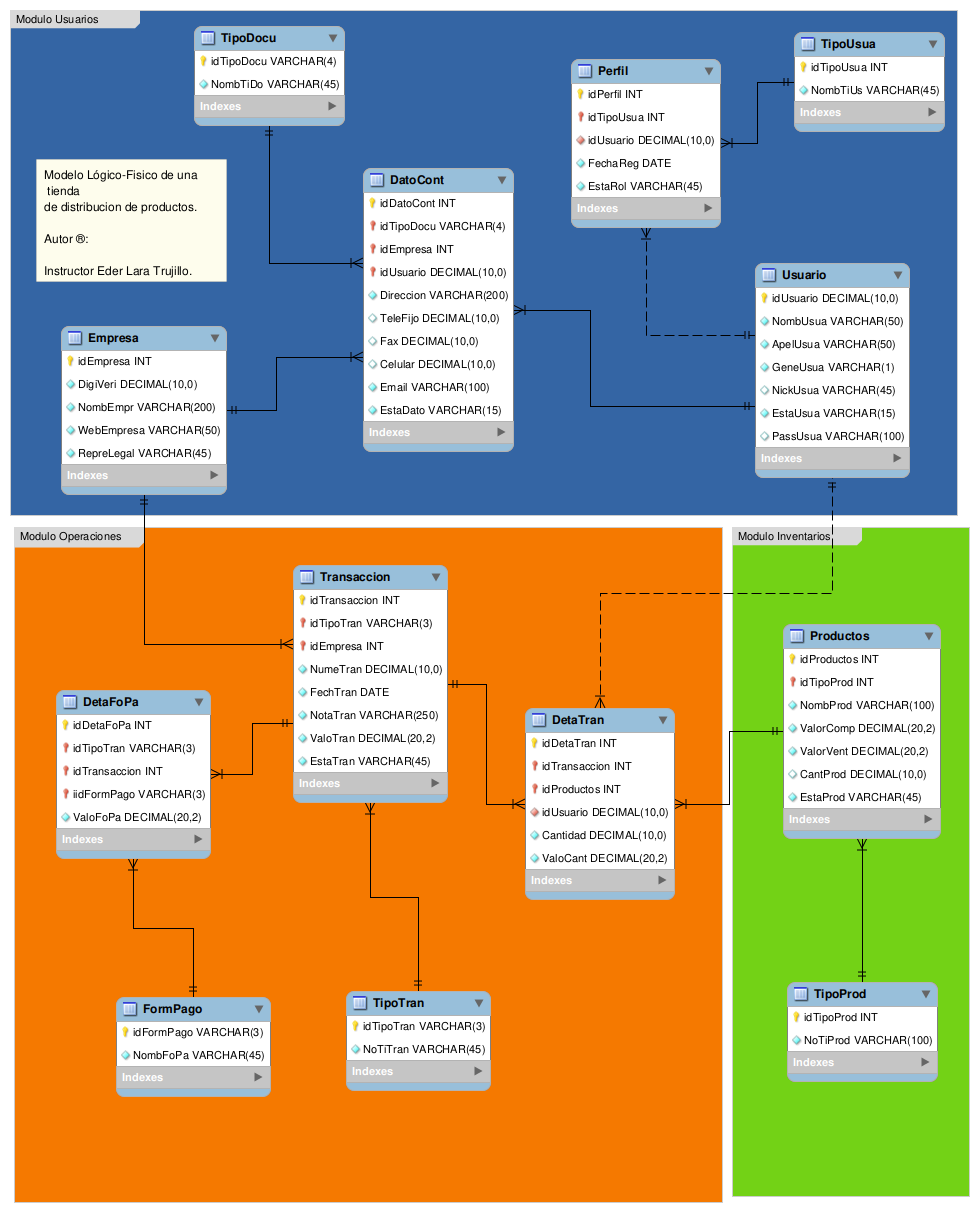 Modulo Usuarios
TipoDocu
idTipoDocu VARCHAR(4)
NombTiDo VARCHAR(45)
Indexes
Perfil
idPerfil INT
idTipoUsua INT
idUsuario DECIMAL(10,0)
FechaReg DATE
EstaRol VARCHAR(45)
Indexes
TipoUsua
idTipoUsua INT
NombTiUs VARCHAR(45)
Indexes
Modelo Lógico-Fisico de una
tienda
de distribucion de productos.
Autor ®:
Instructor Eder Lara Trujillo.
DatoCont
idDatoCont INT
idTipoDocu VARCHAR(4)
idEmpresa INT
idUsuario DECIMAL(10,0)
Direccion VARCHAR(200)
TeleFijo DECIMAL(10,0)
Fax DECIMAL(10,0)
Celular DECIMAL(10,0)
Email VARCHAR(100)
EstaDato VARCHAR(15)
Indexes
Usuario
idUsuario DECIMAL(10,0)
NombUsua VARCHAR(50)
ApelUsua VARCHAR(50)
GeneUsua VARCHAR(1)
NickUsua VARCHAR(45)
EstaUsua VARCHAR(15)
PassUsua VARCHAR(100)
Indexes
Empresa
idEmpresa INT
DigiVeri DECIMAL(10,0)
NombEmpr VARCHAR(200)
WebEmpresa VARCHAR(50)
RepreLegal VARCHAR(45)
Indexes
Modulo Operaciones
Transaccion
idTransaccion INT
idTipoTran VARCHAR(3)
idEmpresa INT
NumeTran DECIMAL(10,0)
FechTran DATE
NotaTran VARCHAR(250)
ValoTran DECIMAL(20,2)
EstaTran VARCHAR(45)
Indexes
DetaFoPa
idDetaFoPa INT
idTipoTran VARCHAR(3)
idTransaccion INT
iidFormPago VARCHAR(3)
ValoFoPa DECIMAL(20,2)
Indexes
DetaTran
idDetaTran INT
idTransaccion INT
idProductos INT
idUsuario DECIMAL(10,0)
Cantidad DECIMAL(10,0)
ValoCant DECIMAL(20,2)
Indexes
FormPago
idFormPago VARCHAR(3)
NombFoPa VARCHAR(45)
Indexes
TipoTran
idTipoTran VARCHAR(3)
NoTiTran VARCHAR(45)
Indexes
Modulo Inventarios
Productos
idProductos INT
idTipoProd INT
NombProd VARCHAR(100)
ValorComp DECIMAL(20,2)
ValorVent DECIMAL(20,2)
CantProd DECIMAL(10,0)
EstaProd VARCHAR(45)
Indexes
TipoProd
idTipoProd INT
NoTiProd VARCHAR(100)
Indexes